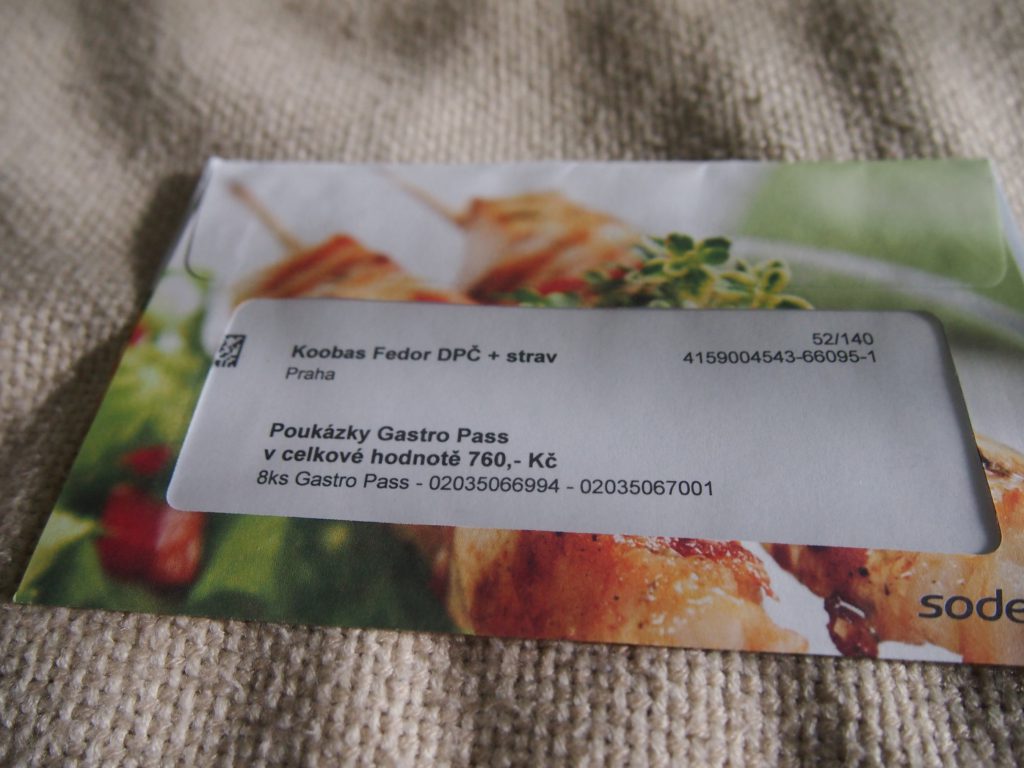 52/140
Koobas Fedor DPČ + strav 4159004543-66095-1
Praha
Poukázky Gastro Pass
v celkové hodnotě 760,- Kč
8ks Gastro Pass - 02035066994 - 02035067001
sode